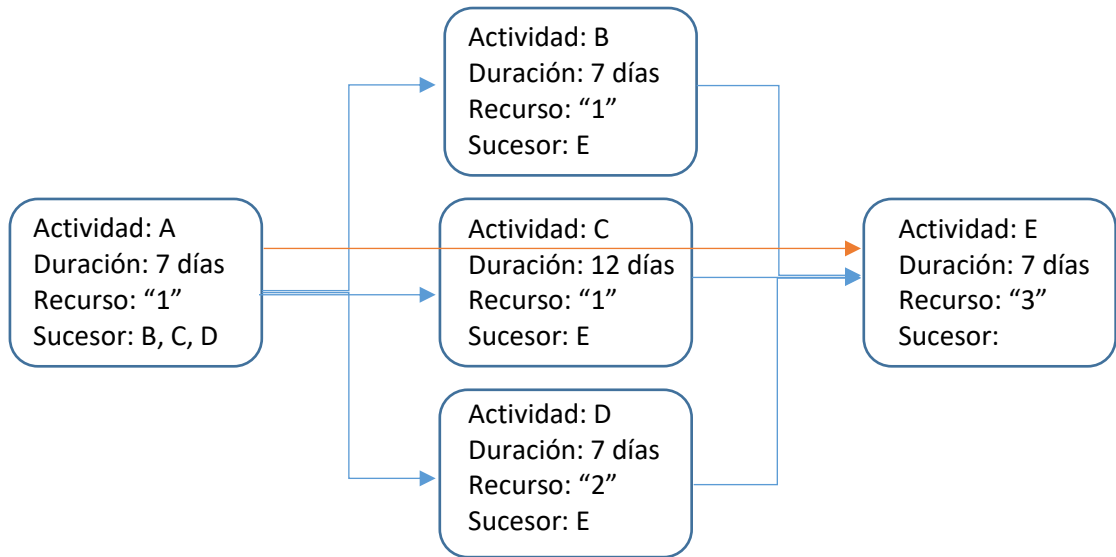 Actividad: B
Duración: 7 días
Recurso: “1”
Sucesor: E
Actividad: A
Duración: 7 días
Recurso: “1”
Sucesor: B, C, D
Actividad: C
Duración: 12 días
Recurso: “1”
Sucesor: E
Actividad: E
Duración: 7 días
Recurso: “3”
Sucesor:
Actividad: D
Duración: 7 días
Recurso: “2”
Sucesor: E